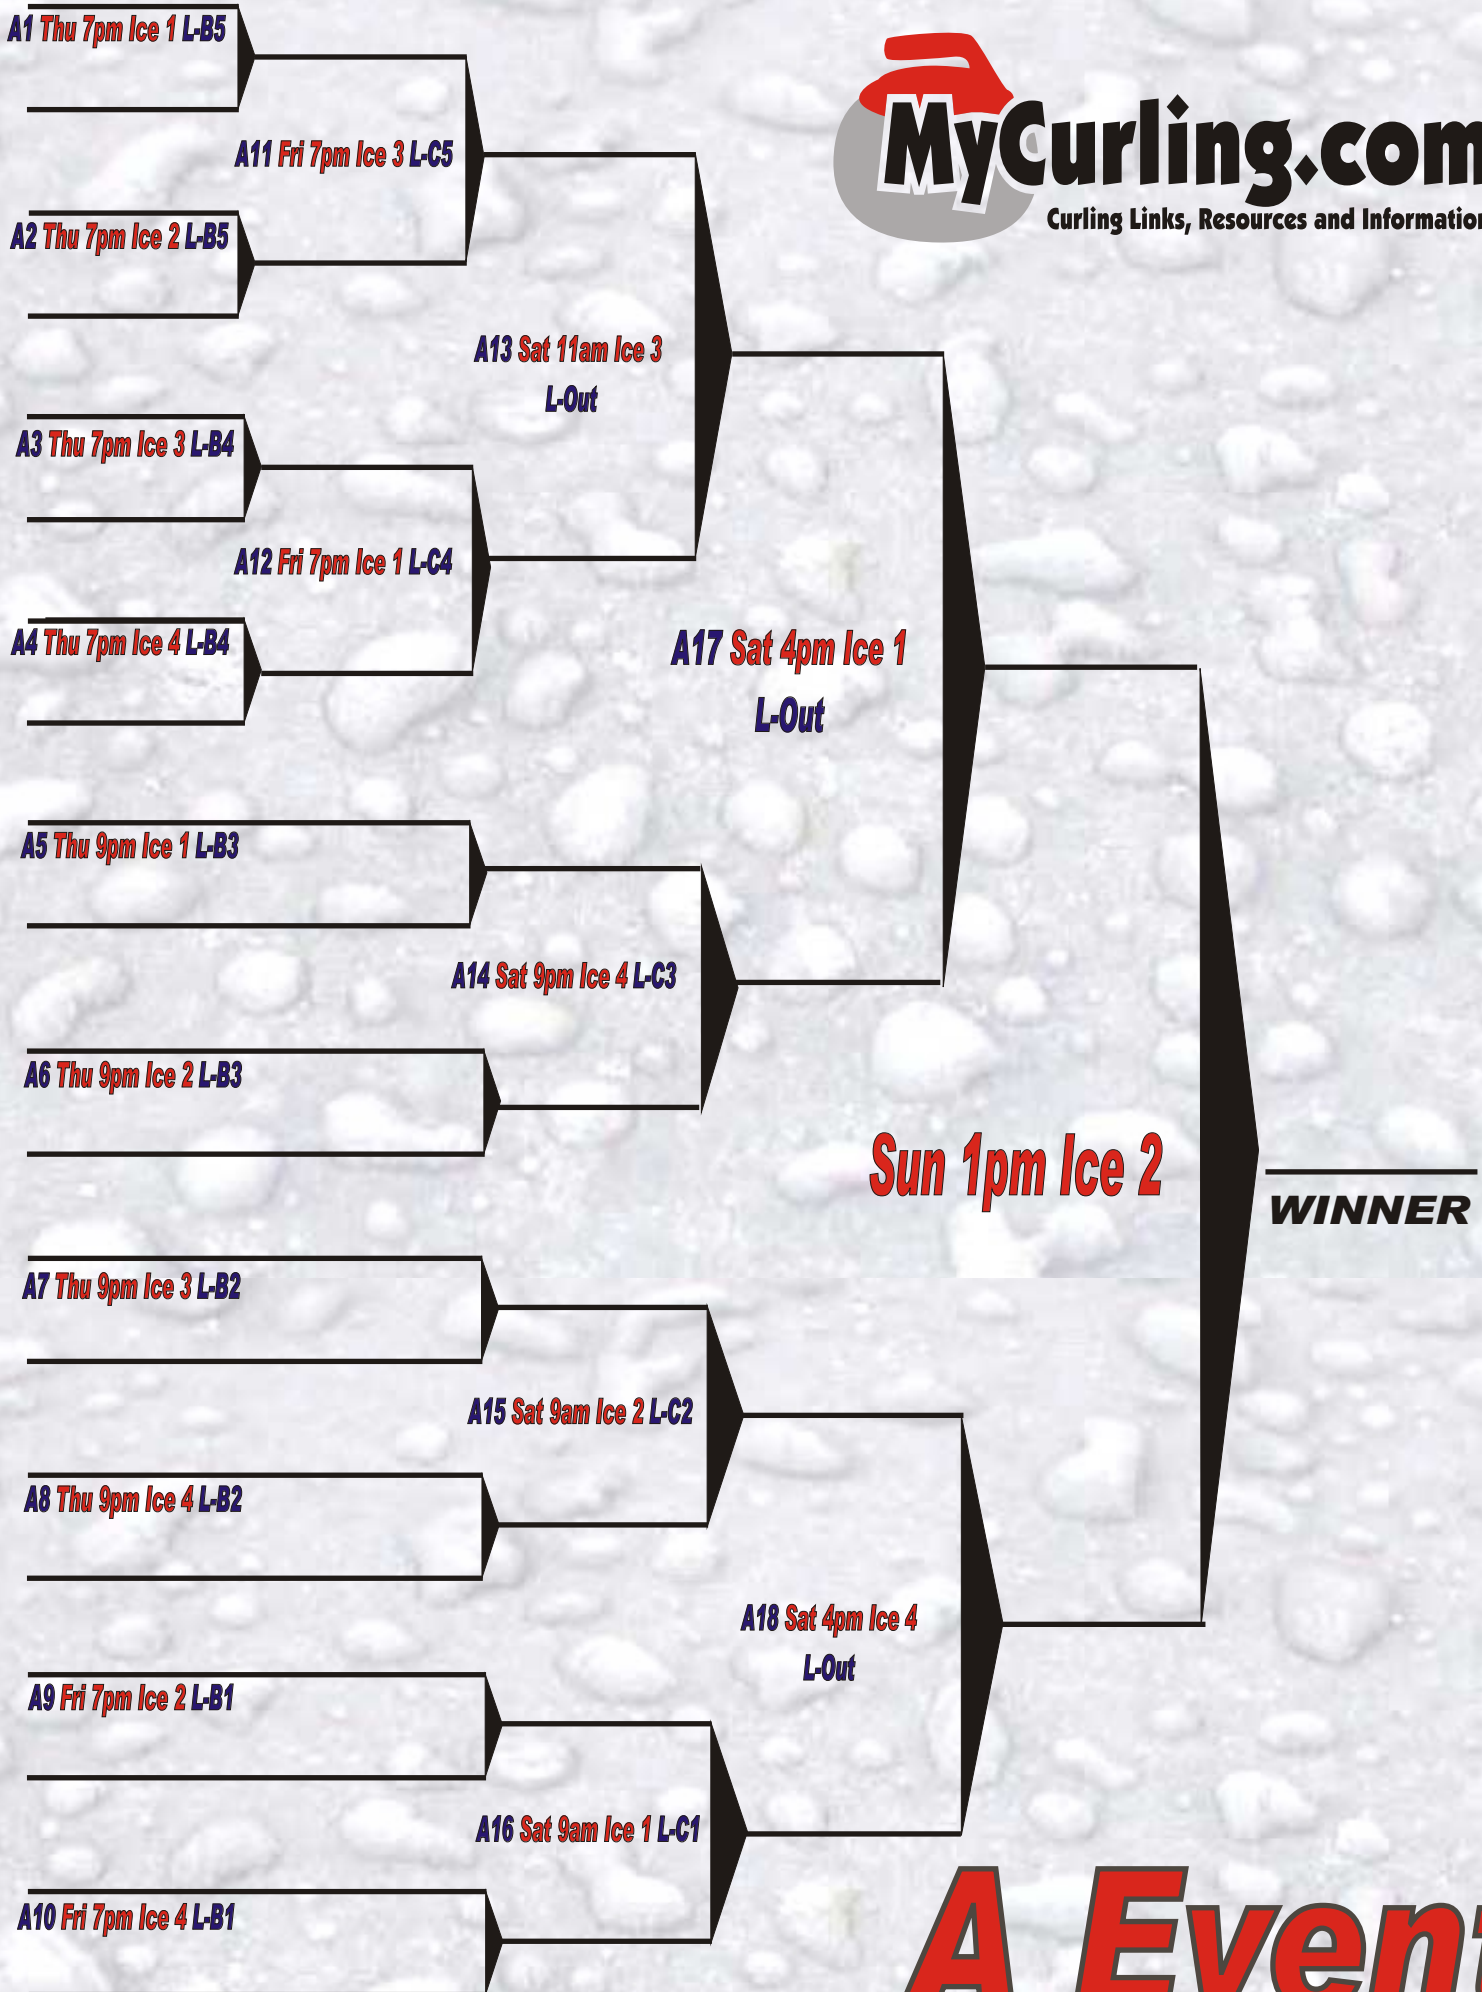 A1 Thu 7pm Ice 1 L-B5
MyCurling.com
Curling Links, Resources and Information
A11 Fri 7pm Ice 3 L-C5
A2 Thu 7pm Ice 2 L-B5
A13 Sat 11am Ice 3
L-Out
A3 Thu 7pm Ice 3 L-B4
A12 Fri 7pm Ice 1 L-C4
A4 Thu 7pm Ice 4 L-B4
A17 Sat 4pm Ice 1
L-Out
A5 Thu 9pm Ice 1 L-B3
A14 Sat 9pm Ice 4 L-C3
A6 Thu 9pm Ice 2 L-B3
Sun 1pm Ice 2
WINNER
A7 Thu 9pm Ice 3 L-B2
A15 Sat 9am Ice 2 L-C2
A8 Thu 9pm Ice 4 L-B2
A18 Sat 4pm Ice 4
L-Out
A9 Fri 7pm Ice 2 L-B1
A16 Sat 9am Ice 1 L-C1
A10 Fri 7pm Ice 4 L-B1
A Event